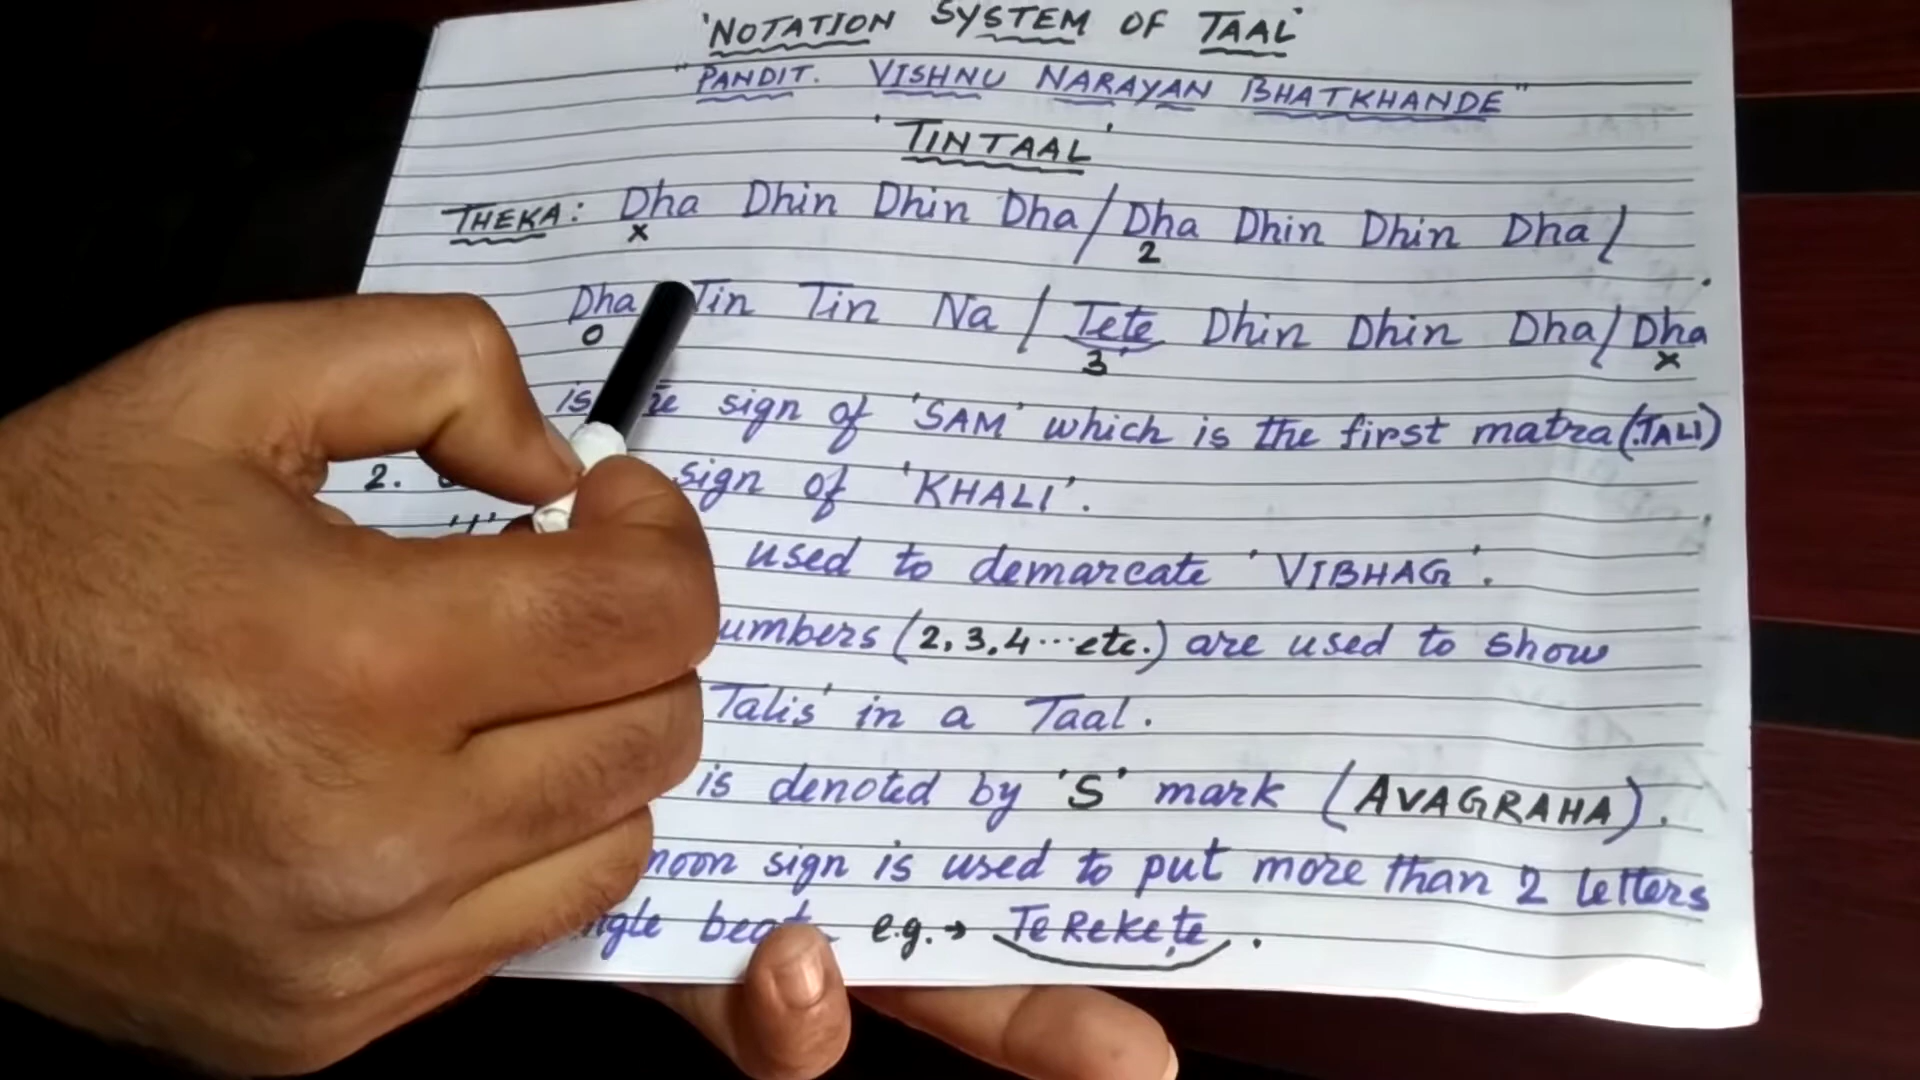 'NOTATION SYSTEM OF TAAL'
"PANDIT. VISHNU NARAYAN BHATKHANDE"
'TINTAAL'
THEKA: Dha Dhin Dhin Dha / Dha Dhin Dhin Dha /
x 2
Dha Tin Tin Na / Tete Dhin Dhin Dha / Dha
0 3 x
is sign of 'SAM' which is the first matra (TALI)
2. sign of 'KHALI'.
used to demarcate 'VIBHAG'.
(2, 3, 4 ... etc.) are used to show
'Talis' in a Taal.
is denoted by 'S' mark (AVAGRAHA).
moon sign is used to put more than 2 letters
beat e.g. → TeReKeṭe .